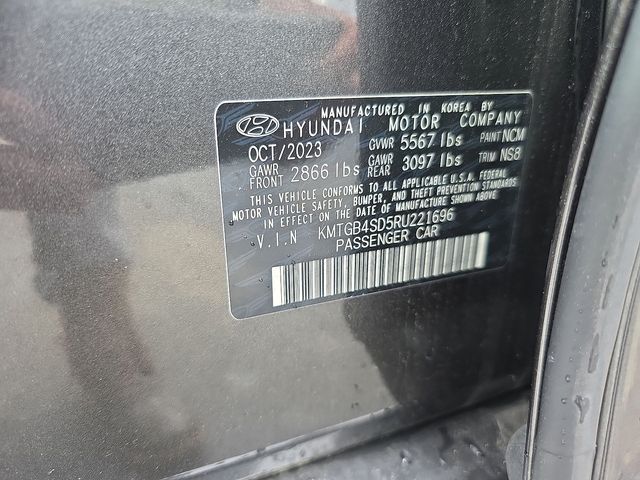 MANUFACTURED IN KOREA BY
HYUNDAI MOTOR COMPANY
OCT/2023 GVWR 5567 lbs PAINT NCM
GAWR FRONT 2866 lbs GAWR REAR 3097 lbs TRIM NS8
THIS VEHICLE CONFORMS TO ALL APPLICABLE U.S.A. FEDERAL
MOTOR VEHICLE SAFETY, BUMPER, AND THEFT PREVENTION STANDARDS
IN EFFECT ON THE DATE OF MANUFACTURE SHOWN ABOVE
V.I.N KMTGB4SD5RU221696
PASSENGER CAR